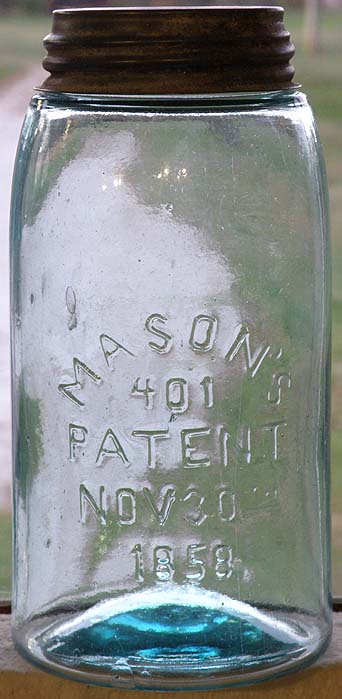 MASON'S
401
PATENT
NOV 30TH
1858